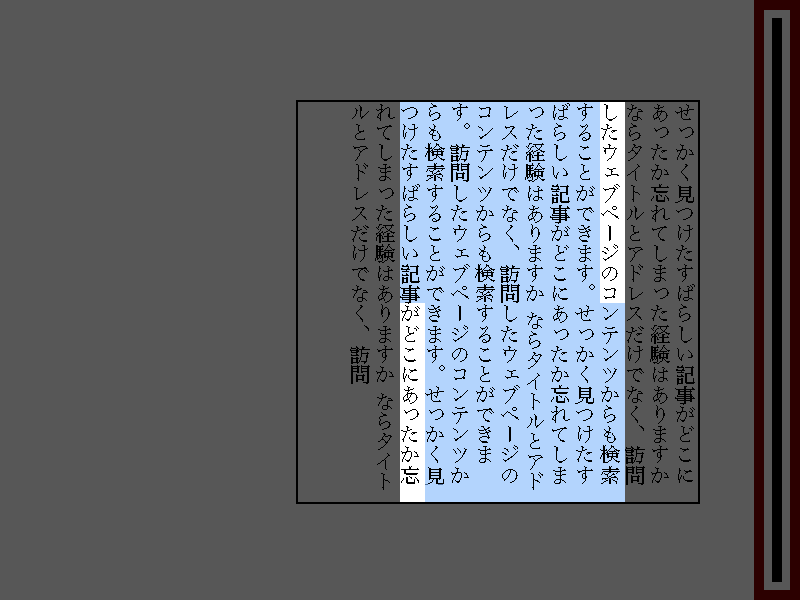 せっかく見つけたすばらしい記事がどこに
あったか忘れてしまった経験はありますか
ならタイトルとアドレスだけでなく、訪問
したウェブページのコンテンツからも検索
することができます。せっかく見つけたす
ばらしい記事がどこにあったか忘れてしま
った経験はありますか ならタイトルとアド
レスだけでなく、訪問したウェブページの
コンテンツからも検索することができま
す。訪問したウェブページのコンテンツか
らも検索することができます。せっかく見
つけたすばらしい記事がどこにあったか忘
れてしまった経験はありますか ならタイト
ルとアドレスだけでなく、訪問